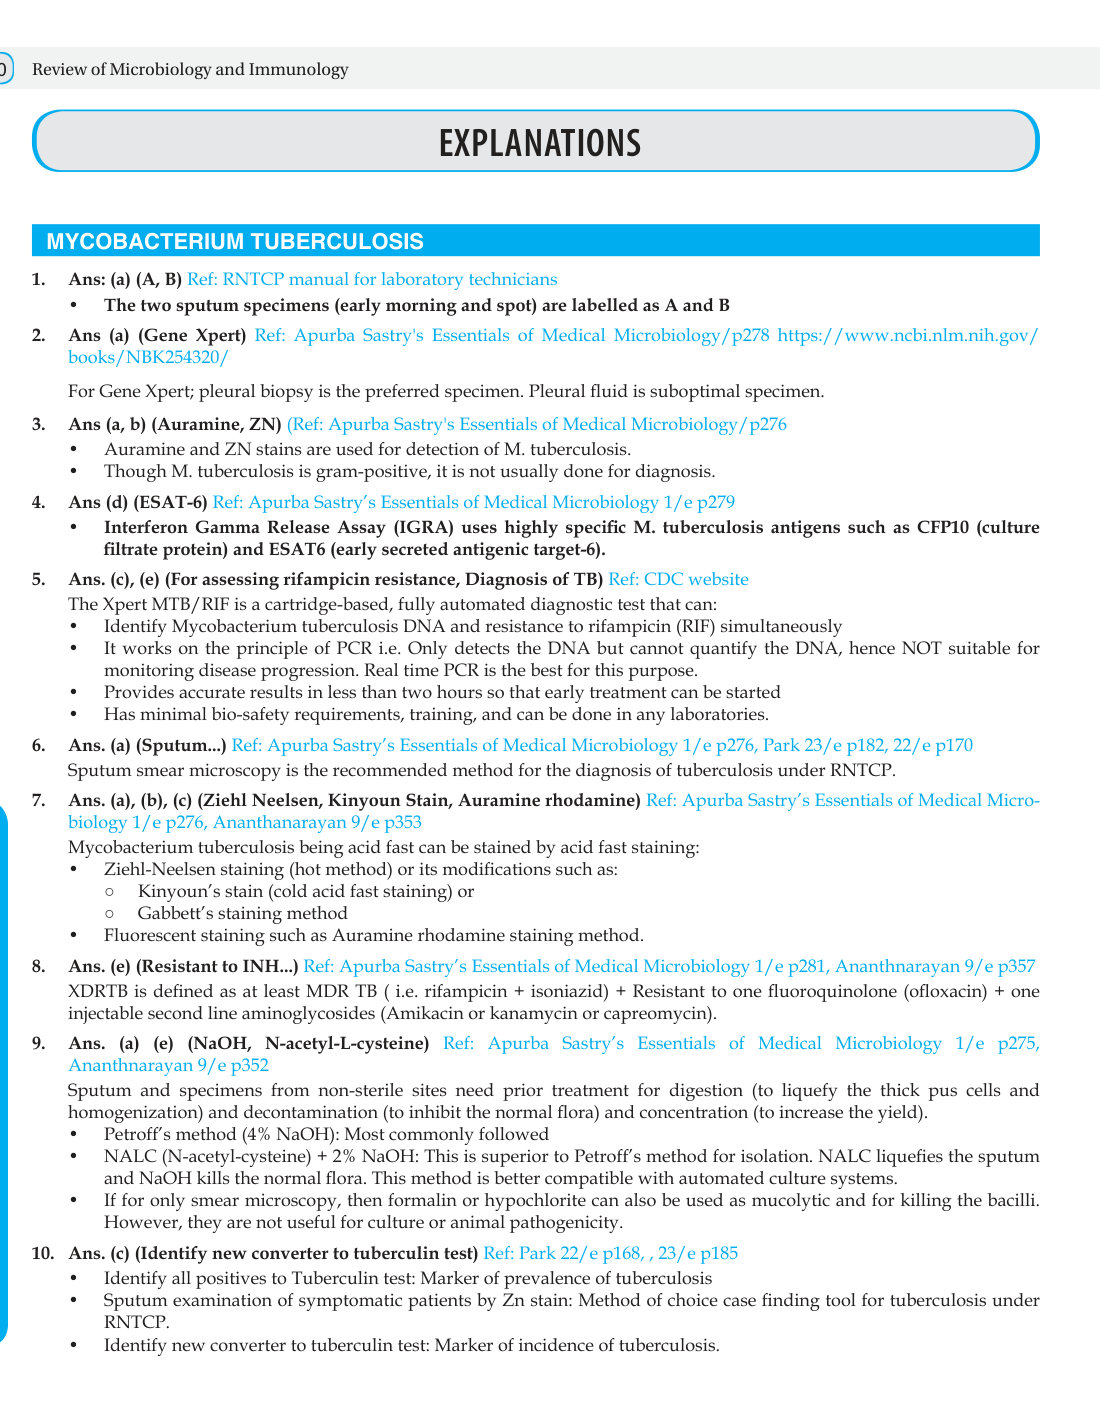 0 Review of Microbiology and Immunology
EXPLANATIONS
MYCOBACTERIUM TUBERCULOSIS
1. Ans: (a) (A, B) Ref: RNTCP manual for laboratory technicians
• The two sputum specimens (early morning and spot) are labelled as A and B
2. Ans (a) (Gene Xpert) Ref: Apurba Sastry's Essentials of Medical Microbiology/p278 https://www.ncbi.nlm.nih.gov/
books/NBK254320/
For Gene Xpert; pleural biopsy is the preferred specimen. Pleural fluid is suboptimal specimen.
3. Ans (a, b) (Auramine, ZN) (Ref: Apurba Sastry's Essentials of Medical Microbiology/p276
• Auramine and ZN stains are used for detection of M. tuberculosis.
• Though M. tuberculosis is gram-positive, it is not usually done for diagnosis.
4. Ans (d) (ESAT-6) Ref: Apurba Sastry’s Essentials of Medical Microbiology 1/e p279
• Interferon Gamma Release Assay (IGRA) uses highly specific M. tuberculosis antigens such as CFP10 (culture
filtrate protein) and ESAT6 (early secreted antigenic target-6).
5. Ans. (c), (e) (For assessing rifampicin resistance, Diagnosis of TB) Ref: CDC website
The Xpert MTB/RIF is a cartridge-based, fully automated diagnostic test that can:
• Identify Mycobacterium tuberculosis DNA and resistance to rifampicin (RIF) simultaneously
• It works on the principle of PCR i.e. Only detects the DNA but cannot quantify the DNA, hence NOT suitable for
monitoring disease progression. Real time PCR is the best for this purpose.
• Provides accurate results in less than two hours so that early treatment can be started
• Has minimal bio-safety requirements, training, and can be done in any laboratories.
6. Ans. (a) (Sputum...) Ref: Apurba Sastry’s Essentials of Medical Microbiology 1/e p276, Park 23/e p182, 22/e p170
Sputum smear microscopy is the recommended method for the diagnosis of tuberculosis under RNTCP.
7. Ans. (a), (b), (c) (Ziehl Neelsen, Kinyoun Stain, Auramine rhodamine) Ref: Apurba Sastry’s Essentials of Medical Micro-
biology 1/e p276, Ananthanarayan 9/e p353
Mycobacterium tuberculosis being acid fast can be stained by acid fast staining:
• Ziehl-Neelsen staining (hot method) or its modifications such as:
○ Kinyoun’s stain (cold acid fast staining) or
○ Gabbett’s staining method
• Fluorescent staining such as Auramine rhodamine staining method.
8. Ans. (e) (Resistant to INH...) Ref: Apurba Sastry’s Essentials of Medical Microbiology 1/e p281, Ananthnarayan 9/e p357
XDRTB is defined as at least MDR TB ( i.e. rifampicin + isoniazid) + Resistant to one fluoroquinolone (ofloxacin) + one
injectable second line aminoglycosides (Amikacin or kanamycin or capreomycin).
9. Ans. (a) (e) (NaOH, N-acetyl-L-cysteine) Ref: Apurba Sastry’s Essentials of Medical Microbiology 1/e p275,
Ananthnarayan 9/e p352
Sputum and specimens from non-sterile sites need prior treatment for digestion (to liquefy the thick pus cells and
homogenization) and decontamination (to inhibit the normal flora) and concentration (to increase the yield).
• Petroff’s method (4% NaOH): Most commonly followed
• NALC (N-acetyl-cysteine) + 2% NaOH: This is superior to Petroff’s method for isolation. NALC liquefies the sputum
and NaOH kills the normal flora. This method is better compatible with automated culture systems.
• If for only smear microscopy, then formalin or hypochlorite can also be used as mucolytic and for killing the bacilli.
However, they are not useful for culture or animal pathogenicity.
10. Ans. (c) (Identify new converter to tuberculin test) Ref: Park 22/e p168, , 23/e p185
• Identify all positives to Tuberculin test: Marker of prevalence of tuberculosis
• Sputum examination of symptomatic patients by Zn stain: Method of choice case finding tool for tuberculosis under
RNTCP.
• Identify new converter to tuberculin test: Marker of incidence of tuberculosis.